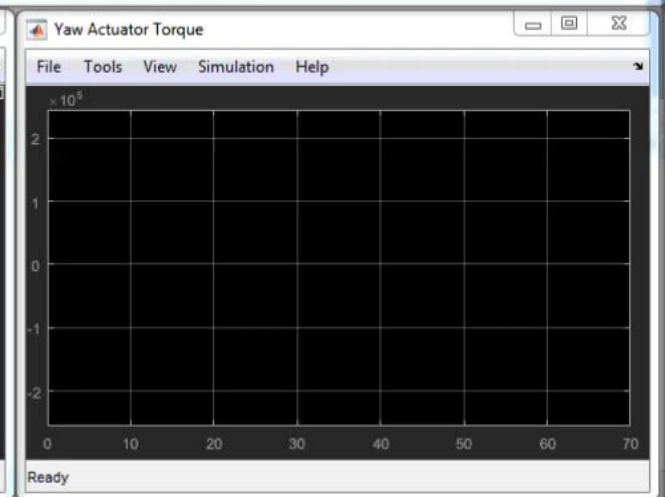 Yaw Actuator Torque
File Tools View Simulation Help
× 10⁵
2
1
0
-1
-2
0 10 20 30 40 50 60 70
Ready